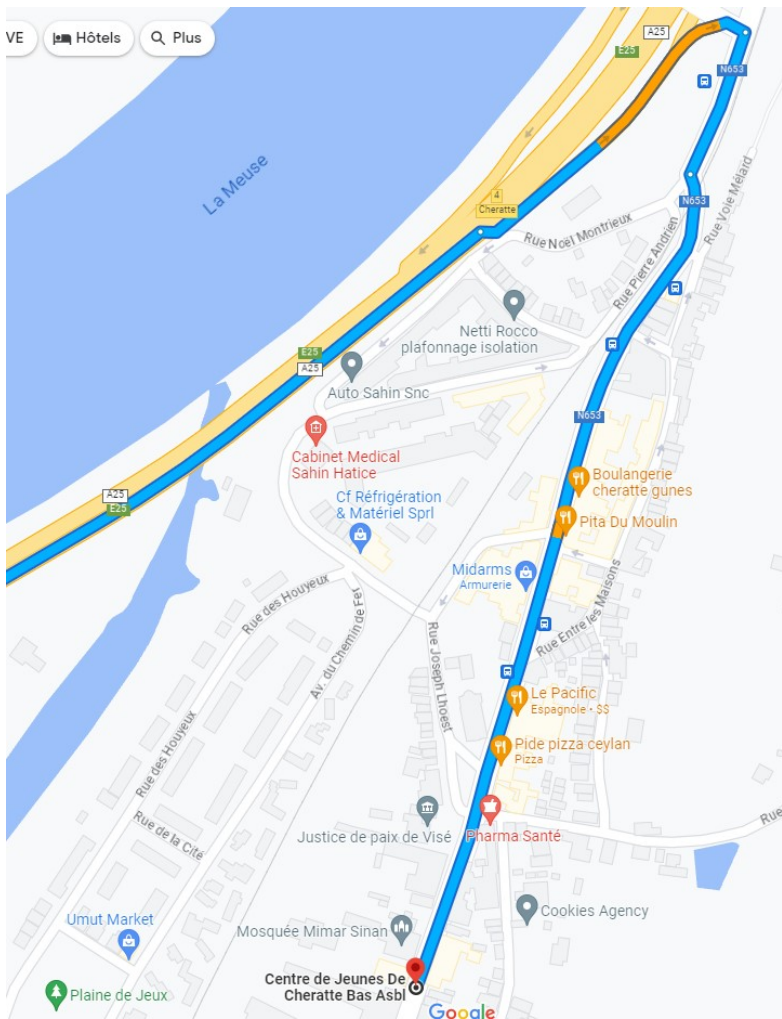 VE
Hôtels
Plus
A25
E25
N653
La Meuse
4
Cheratte
N653
Rue Voie Mélard
Rue Noël Montrieux
Rue Pierre Andrien
Netti Rocco
plafonnage isolation
E25
A25
Auto Sahin Snc
N653
Cabinet Medical
Sahin Hatice
Boulangerie
cheratte gunes
A25
E25
Cf Réfrigération
& Matériel Sprl
Pita Du Moulin
Midarms
Armurerie
Rue des Houyeux
Av. du Chemin de Fer
Rue Entre les Maisons
Rue Joseph Lhoest
Le Pacific
Espagnole • $$
Pide pizza ceylan
Pizza
Rue des Houyeux
Rue de la Cité
Justice de paix de Visé
Pharma Santé
Rue
Umut Market
Mosquée Mimar Sinan
Cookies Agency
Centre de Jeunes De
Cheratte Bas Asbl
Plaine de Jeux
Google